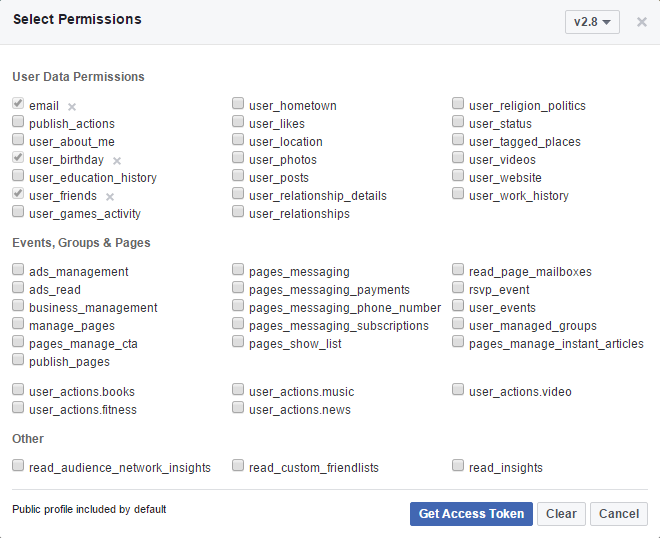 Select Permissions
v2.8
×
User Data Permissions
email ×
user_hometown
user_religion_politics
publish_actions
user_likes
user_status
user_about_me
user_location
user_tagged_places
user_birthday ×
user_photos
user_videos
user_education_history
user_posts
user_website
user_friends ×
user_relationship_details
user_work_history
user_games_activity
user_relationships
Events, Groups & Pages
ads_management
pages_messaging
read_page_mailboxes
ads_read
pages_messaging_payments
rsvp_event
business_management
pages_messaging_phone_number
user_events
manage_pages
pages_messaging_subscriptions
user_managed_groups
pages_manage_cta
pages_show_list
pages_manage_instant_articles
publish_pages
user_actions.books
user_actions.music
user_actions.video
user_actions.fitness
user_actions.news
Other
read_audience_network_insights
read_custom_friendlists
read_insights
Public profile included by default
Get Access Token
Clear
Cancel